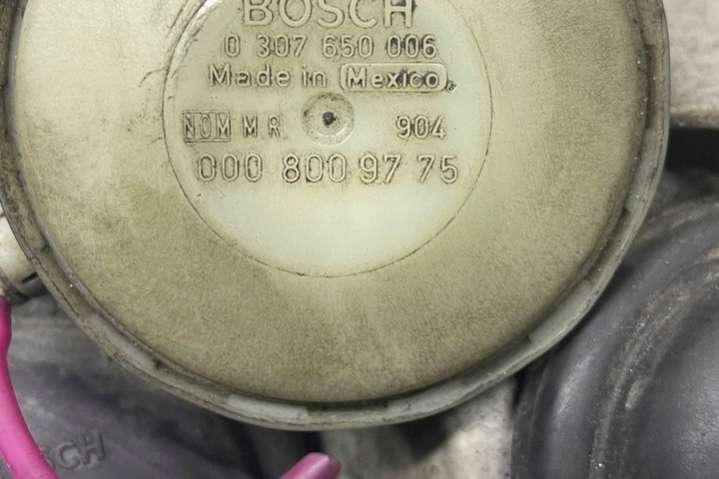 BOSCH
0 307 650 006
Made in Mexico
NOM M R 904
000 800 97 75
SCH